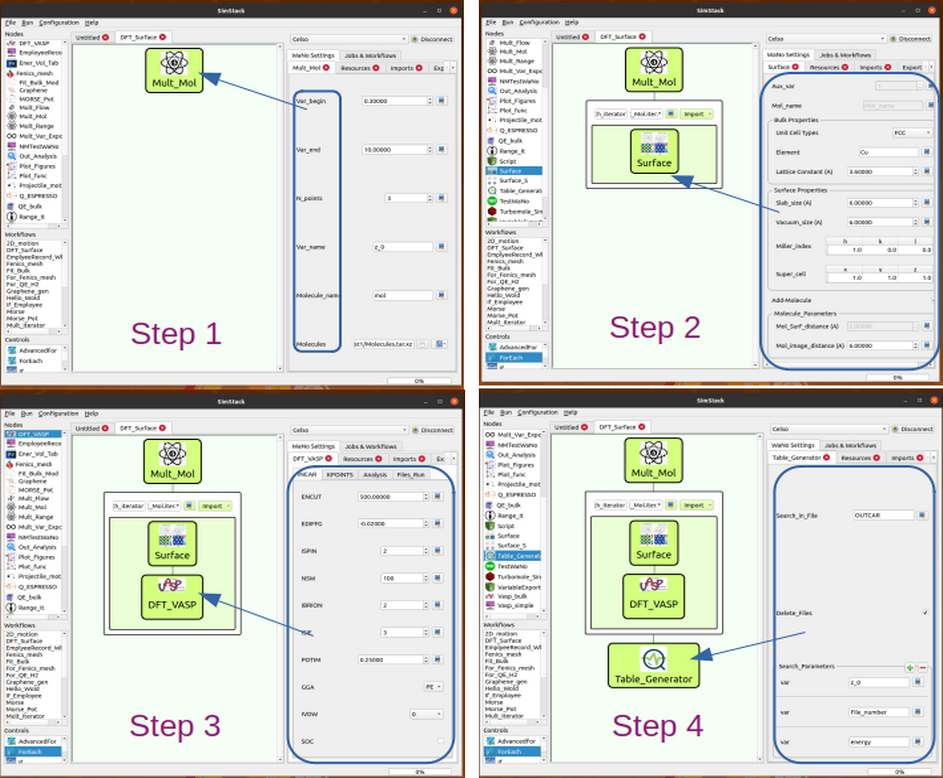 SimStack
File Run Configuration Help
Nodes
DFT_VASP
EmployeeReco
Ener_Vol_Tab
Fenics_mesh
Fit_Bulk_Mod
Graphene
MORSE_Pot
Mult_Flow
Mult_Mol
Mult_Range
Mult_Var_Expo
NMTestWaNo
Out_Analysis
Plot_Figures
Plot_func
Projectile_mot
Q_ESPRESSO
QE_bulk
Range_it
Workflows
2D_motion
DFT_Surface
EmplyeeRecord_Wf
Fenics_mesh
Fit_Bulk
For_Fenics_mesh
For_QE_H2
Graphene_gen
Hello_Wold
if_Employee
Morse
Morse_Pot
Mult_Iterator
Controls
AdvancedFor
ForEach
If
Untitled
DFT_Surface
Mult_Mol
Step 1
Celso
Disconnect
WaNo Settings
Jobs & Workflows
Mult_Mol
Resources
Imports
Exp
Var_begin
0.30000
Var_end
10.00000
N_points
3
Var_name
z_0
Molecule_name
mol
Molecules
st1/Molecules.tar.xz
0%
SimStack
File Run Configuration Help
Nodes
Mult_Flow
Mult_Mol
Mult_Range
Mult_Var_Expo
NMTestWaNo
Out_Analysis
Plot_Figures
Plot_func
Projectile_mot
Q_ESPRESSO
QE_bulk
Range_it
Script
Surface
Surface_S
Table_Generat
TestWaNo
Turbomole_Sin
Workflows
2D_motion
DFT_Surface
EmplyeeRecord_Wf
Fenics_mesh
Fit_Bulk
For_Fenics_mesh
For_QE_H2
Graphene_gen
Hello_Wold
if_Employee
Morse
Morse_Pot
Mult_Iterator
Controls
AdvancedFor
ForEach
Untitled
DFT_Surface
Mult_Mol
h_iterator
_Mol.iter.*
Import
Surface
Step 2
Celso
Disconnect
WaNo Settings
Jobs & Workflows
Surface
Resources
Imports
Export
Aux_var
Mol_name
Mol_name
Bulk Properties
Unit Cell Types
FCC
Element
Cu
Lattice Constant (A)
3.60000
Surface Properties
Slab_size (A)
6.00000
Vacuum_size (A)
6.00000
h k l
Miller_index
1.0 0.0 0.0
x y z
Super_cell
1.0 1.0 1.0
Add-Molecule
Molecule_Parameters
Mol_Surf_distance (A)
Mol_image_distance (A)
6.00000
0%
SimStack
File Run Configuration Help
Nodes
DFT_VASP
EmployeeReco
Ener_Vol_Tab
Fenics_mesh
Fit_Bulk_Mod
Graphene
MORSE_Pot
Mult_Flow
Mult_Mol
Mult_Range
Mult_Var_Expo
NMTestWaNo
Out_Analysis
Plot_Figures
Plot_func
Projectile_mot
Q_ESPRESSO
QE_bulk
Range_it
Workflows
2D_motion
DFT_Surface
EmplyeeRecord_Wf
Fenics_mesh
Fit_Bulk
For_Fenics_mesh
For_QE_H2
Graphene_gen
Hello_Wold
if_Employee
Morse
Morse_Pot
Mult_Iterator
Controls
AdvancedFor
ForEach
If
Untitled
DFT_Surface
Mult_Mol
h_iterator
_Mol.iter.*
Import
Surface
VASP
DFT_VASP
Step 3
Celso
Disconnect
WaNo Settings
Jobs & Workflows
DFT_VASP
Resources
Imports
Ex
INCAR
KPOINTS
Analysis
Files_Run
ENCUT
500.00000
EDIFFG
-0.02000
ISPIN
2
NSM
100
IBRION
2
3
POTIM
0.25000
GGA
PE
IVDW
0
SOC
0%
SimStack
File Run Configuration Help
Nodes
Mult_Var_Expo
NMTestWaNo
Out_Analysis
Plot_Figures
Plot_func
Projectile_mot
Q_ESPRESSO
QE_bulk
Range_it
Script
Surface
Surface_S
Table_Generato
TestWaNo
Turbomole_Sin
VariableExport
Vasp_bulk
Vasp_simple
Workflows
2D_motion
DFT_Surface
EmplyeeRecord_Wf
Fenics_mesh
Fit_Bulk
For_Fenics_mesh
For_QE_H2
Graphene_gen
Hello_Wold
if_Employee
Morse
Morse_Pot
Mult_Iterator
Controls
AdvancedFor
ForEach
Untitled
DFT_Surface
Mult_Mol
h_iterator
_Mol.iter.*
Import
Surface
VASP
DFT_VASP
Table_Generator
Step 4
Celso
Disconnect
WaNo Settings
Jobs & Workflows
Table_Generator
Resources
Imports
Search_in_File
OUTCAR
Delete_Files
Search_Parameters
var
z_0
var
File_number
var
energy
0%